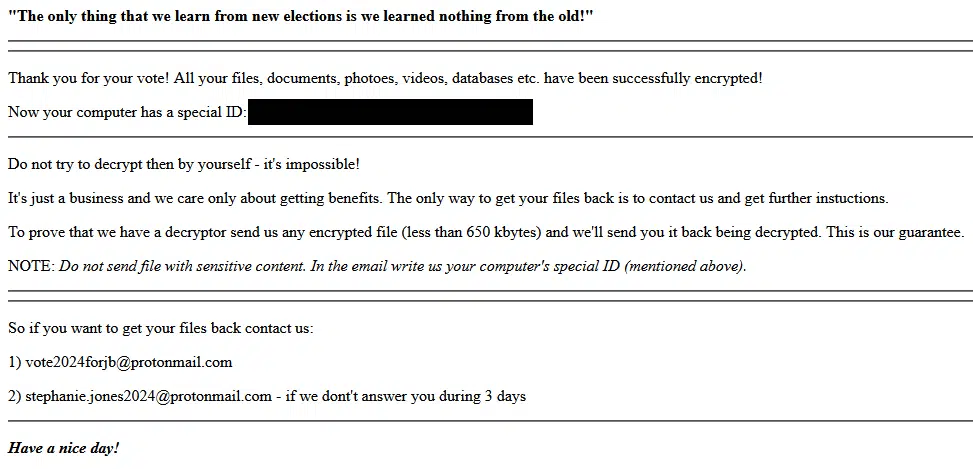 "The only thing that we learn from new elections is we learned nothing from the old!"
Thank you for your vote! All your files, documents, photoes, videos, databases etc. have been successfully encrypted!
Now your computer has a special ID:
Do not try to decrypt then by yourself - it's impossible!
It's just a business and we care only about getting benefits. The only way to get your files back is to contact us and get further instuctions.
To prove that we have a decryptor send us any encrypted file (less than 650 kbytes) and we'll send you it back being decrypted. This is our guarantee.
NOTE: Do not send file with sensitive content. In the email write us your computer's special ID (mentioned above).
So if you want to get your files back contact us:
1) vote2024forjb@protonmail.com
2) stephanie.jones2024@protonmail.com - if we dont't answer you during 3 days
Have a nice day!